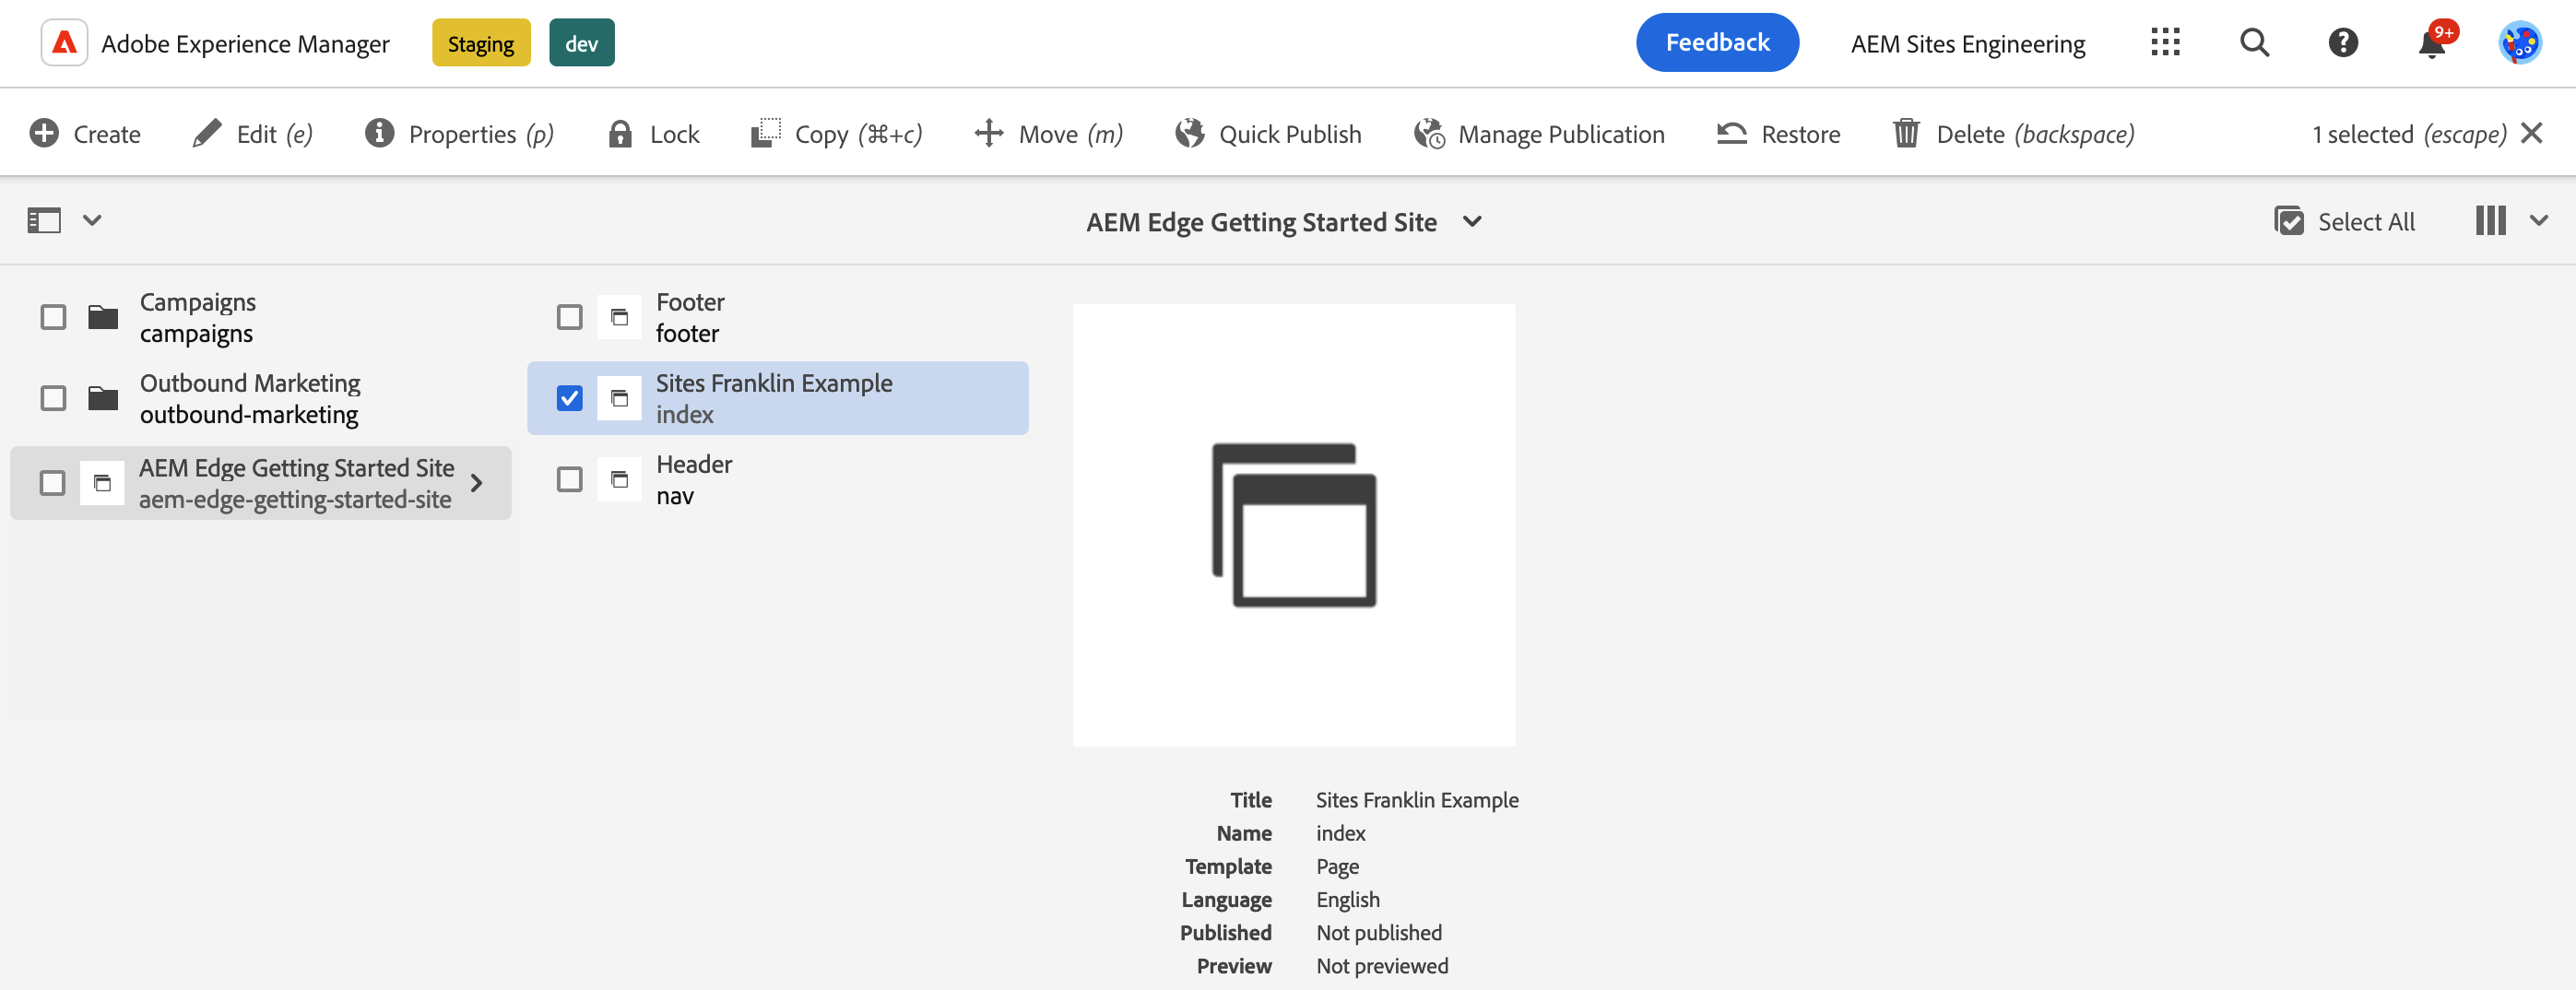 Adobe Experience Manager Staging dev Feedback AEM Sites Engineering 9+
Create Edit (e) Properties (p) Lock Copy (⌘+c) Move (m) Quick Publish Manage Publication Restore Delete (backspace) 1 selected (escape)
AEM Edge Getting Started Site Select All
Campaigns
campaigns
Outbound Marketing
outbound-marketing
AEM Edge Getting Started Site
aem-edge-getting-started-site
Footer
footer
Sites Franklin Example
index
Header
nav
Title Sites Franklin Example
Name index
Template Page
Language English
Published Not published
Preview Not previewed